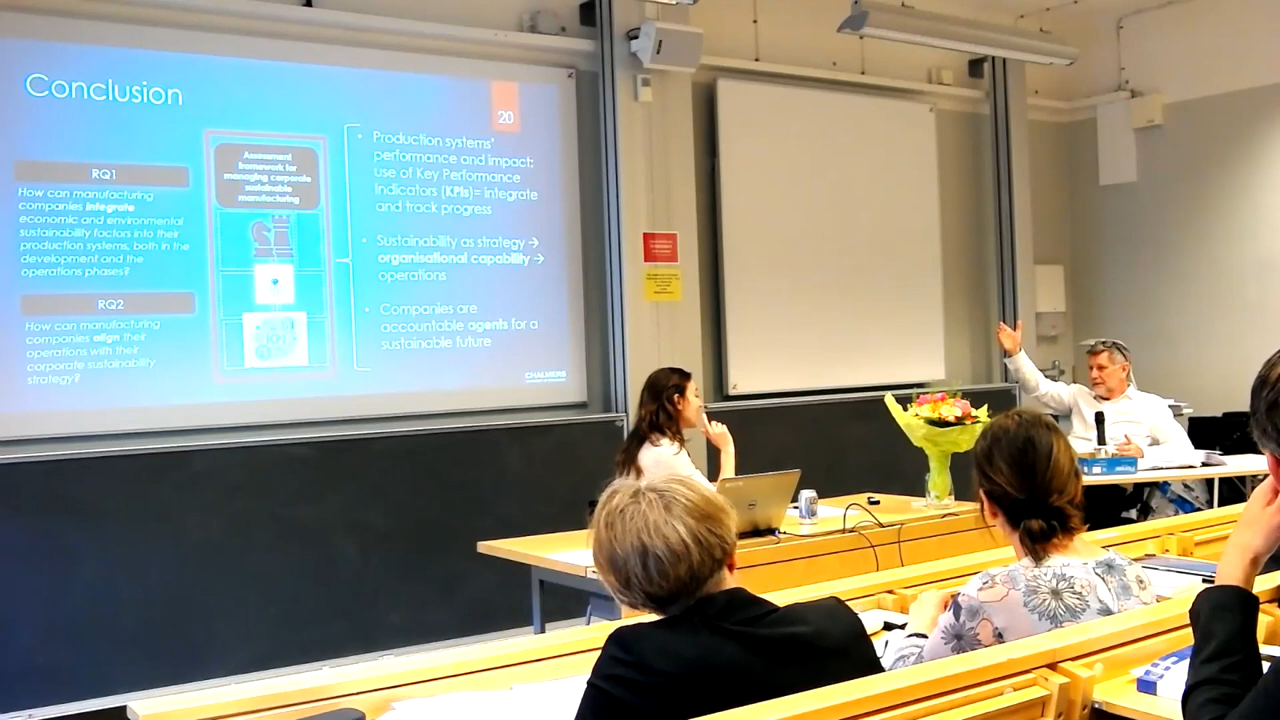 Conclusion
20
RQ1
How can manufacturing
companies integrate
economic and environmental
sustainability factors into their
production systems, both in the
development and the
operations phases?
RQ2
How can manufacturing
companies align their
operations with their
corporate sustainability
strategy?
Assessment
framework for
managing corporate
sustainable
manufacturing
• Production systems'
performance and impact:
use of Key Performance
Indicators (KPIs)= integrate
and track progress
• Sustainability as strategy →
organisational capability →
operations
• Companies are
accountable agents for a
sustainable future
CHALMERS
DELL